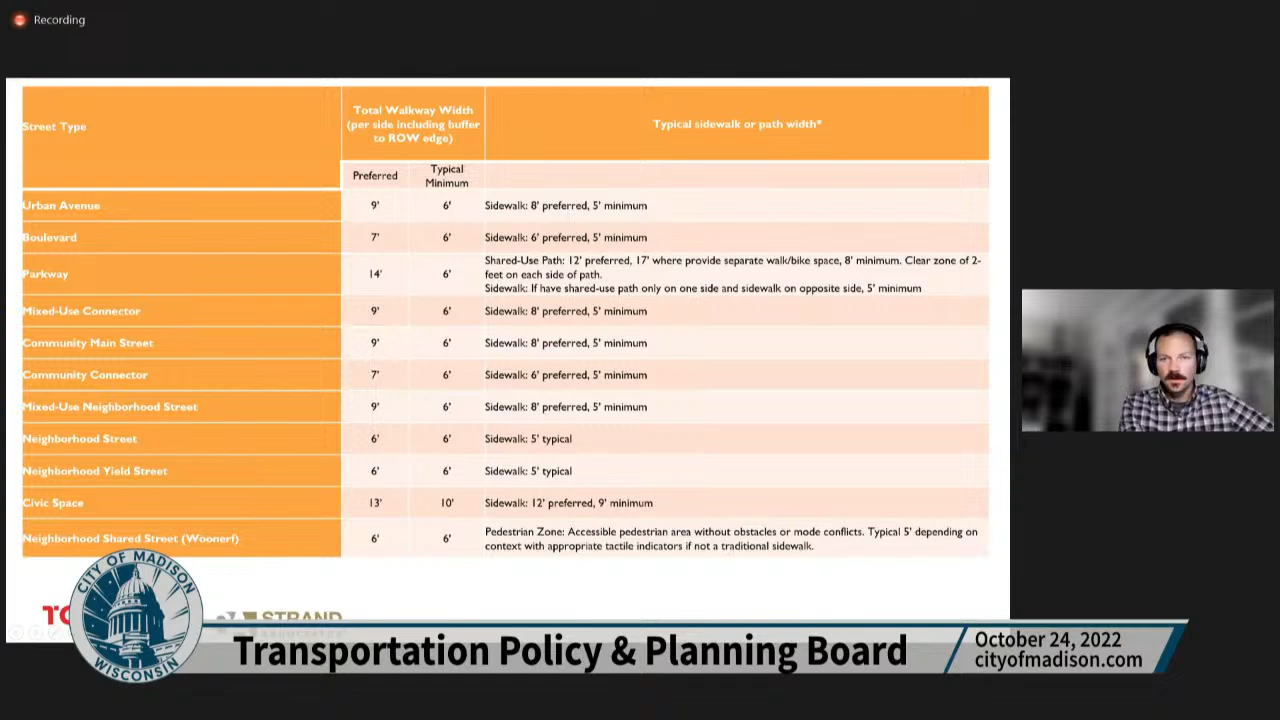 Recording
Street Type
Total Walkway Width
(per side including buffer
to ROW edge)
Typical sidewalk or path width*
Preferred
Typical
Minimum
Urban Avenue
9'
6'
Sidewalk: 8' preferred, 5' minimum
Boulevard
7'
6'
Sidewalk: 6' preferred, 5' minimum
Parkway
14'
6'
Shared-Use Path: 12' preferred, 17' where provide separate walk/bike space, 8' minimum. Clear zone of 2-
feet on each side of path.
Sidewalk: If have shared-use path only on one side and sidewalk on opposite side, 5' minimum
Mixed-Use Connector
9'
6'
Sidewalk: 8' preferred, 5' minimum
Community Main Street
9'
6'
Sidewalk: 8' preferred, 5' minimum
Community Connector
7'
6'
Sidewalk: 6' preferred, 5' minimum
Mixed-Use Neighborhood Street
9'
6'
Sidewalk: 8' preferred, 5' minimum
Neighborhood Street
6'
6'
Sidewalk: 5' typical
Neighborhood Yield Street
6'
6'
Sidewalk: 5' typical
Civic Space
13'
10'
Sidewalk: 12' preferred, 9' minimum
Neighborhood Shared Street (Woonerf)
6'
6'
Pedestrian Zone: Accessible pedestrian area without obstacles or mode conflicts. Typical 5' depending on
context with appropriate tactile indicators if not a traditional sidewalk.
CITY OF MADISON
WISCONSIN
STRAND
Transportation Policy & Planning Board
October 24, 2022
cityofmadison.com